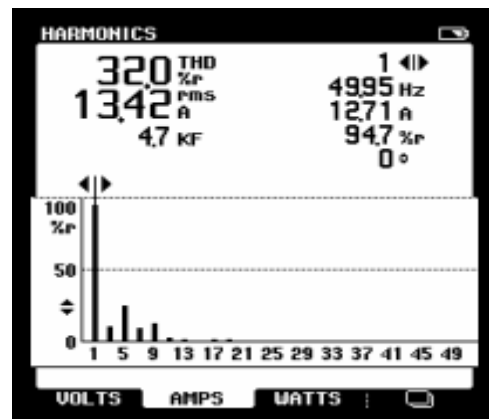 HARMONICS
32,0 THD %r
13,42 rms A
4,7 KF
1
49,95 Hz
12,71 A
94,7 %r
0 °
100
%r
50
0
1 5 9 13 17 21 25 29 33 37 41 45 49
VOLTS AMPS WATTS